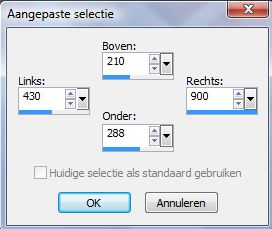 Aangepaste selectie
Boven:
210
Links:
430
Rechts:
900
Onder:
288
Huidige selectie als standaard gebruiken
OK
Annuleren